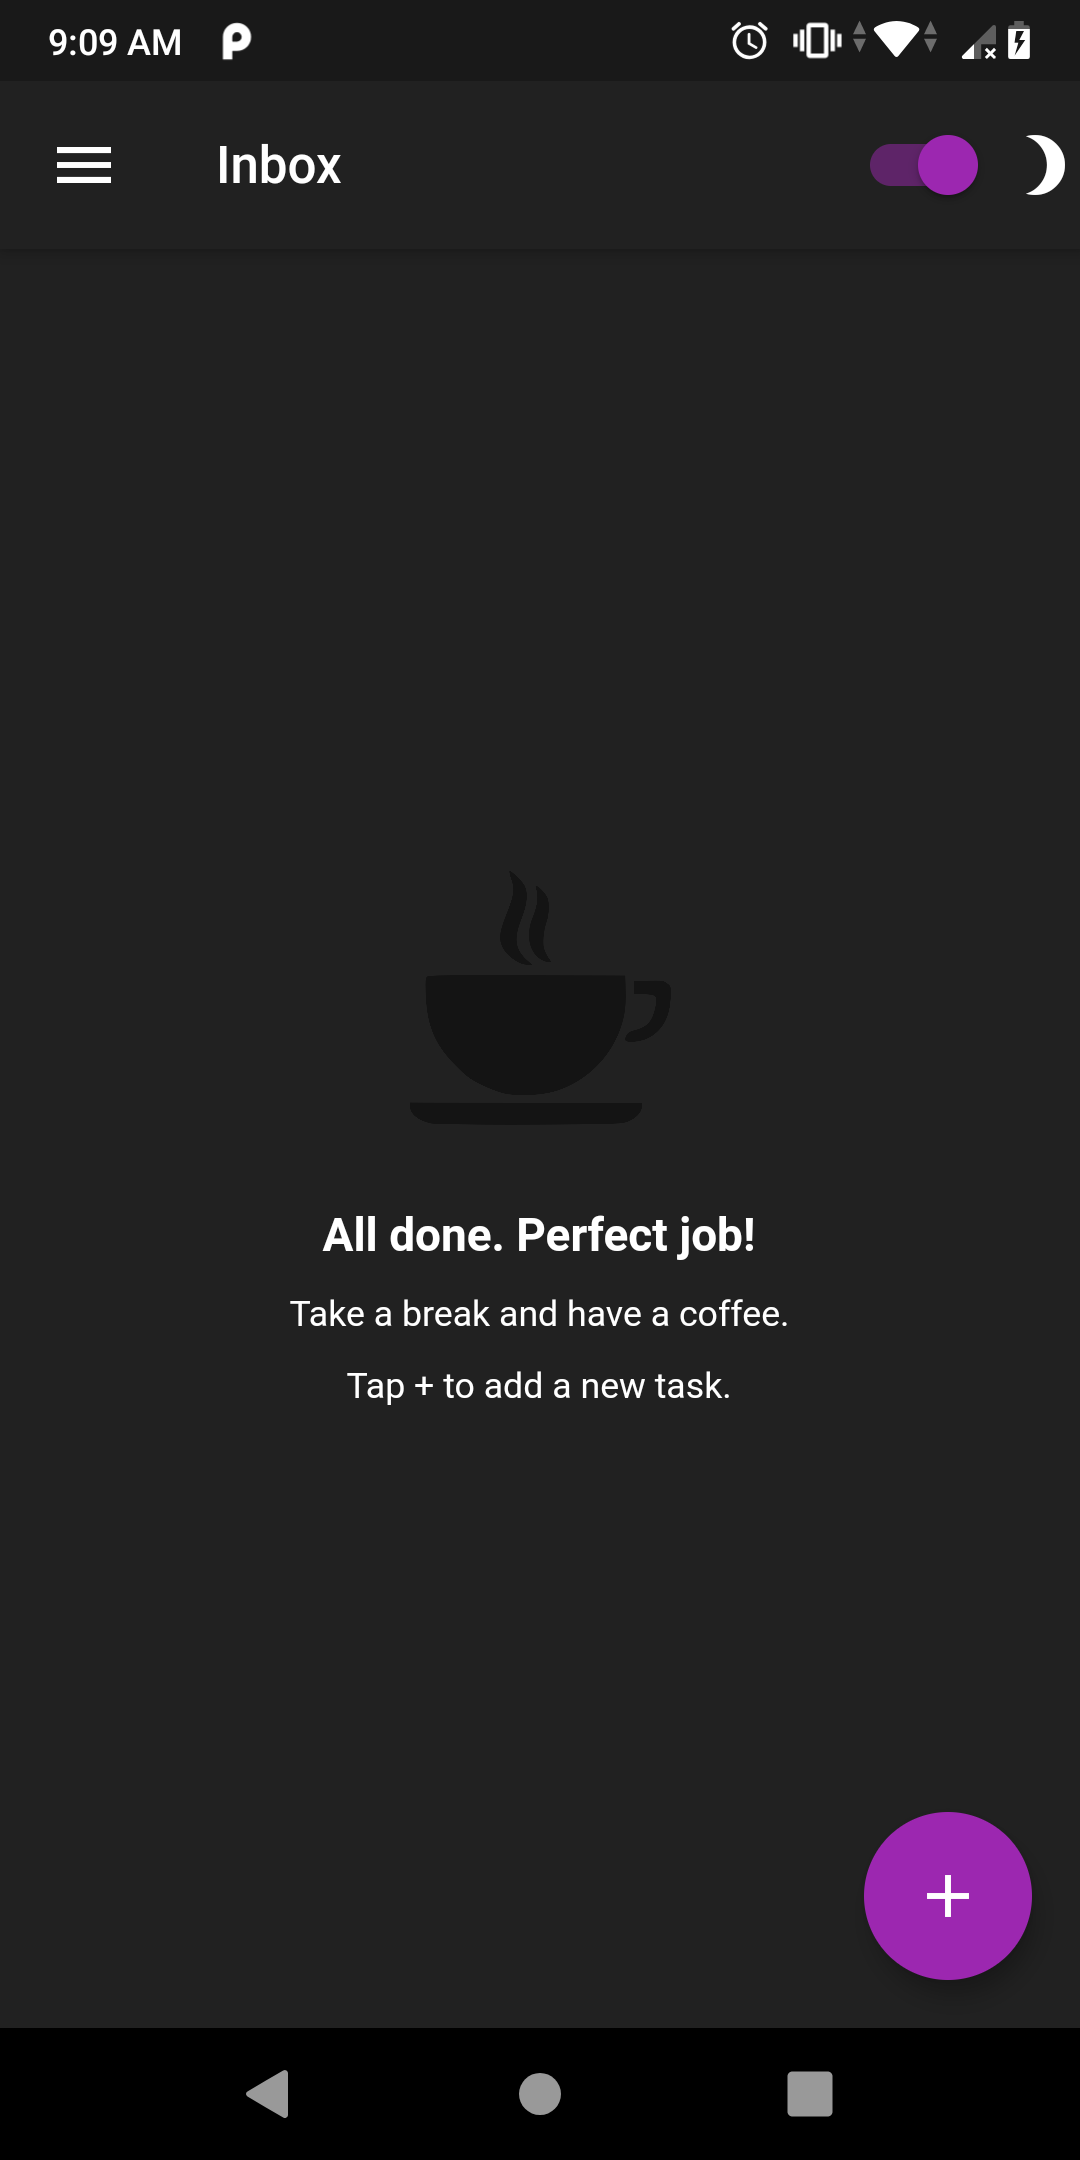 9:09 AM
Inbox
All done. Perfect job!
Take a break and have a coffee.
Tap + to add a new task.